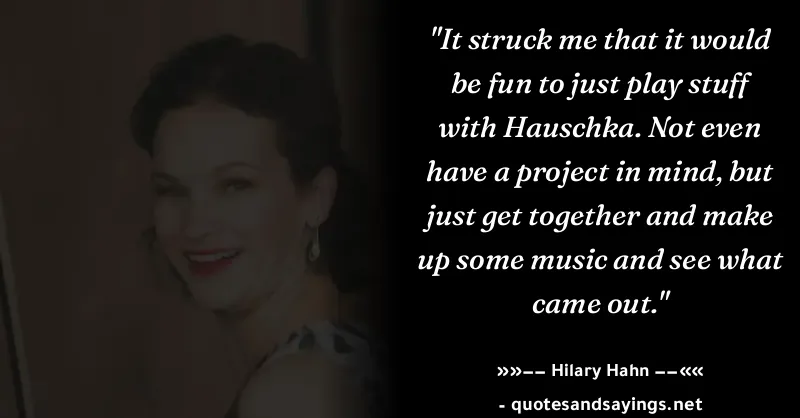 "It struck me that it would
be fun to just play stuff
with Hauschka. Not even
have a project in mind, but
just get together and make
up some music and see what
came out."
»»—— Hilary Hahn ——««
- quotesandsayings.net